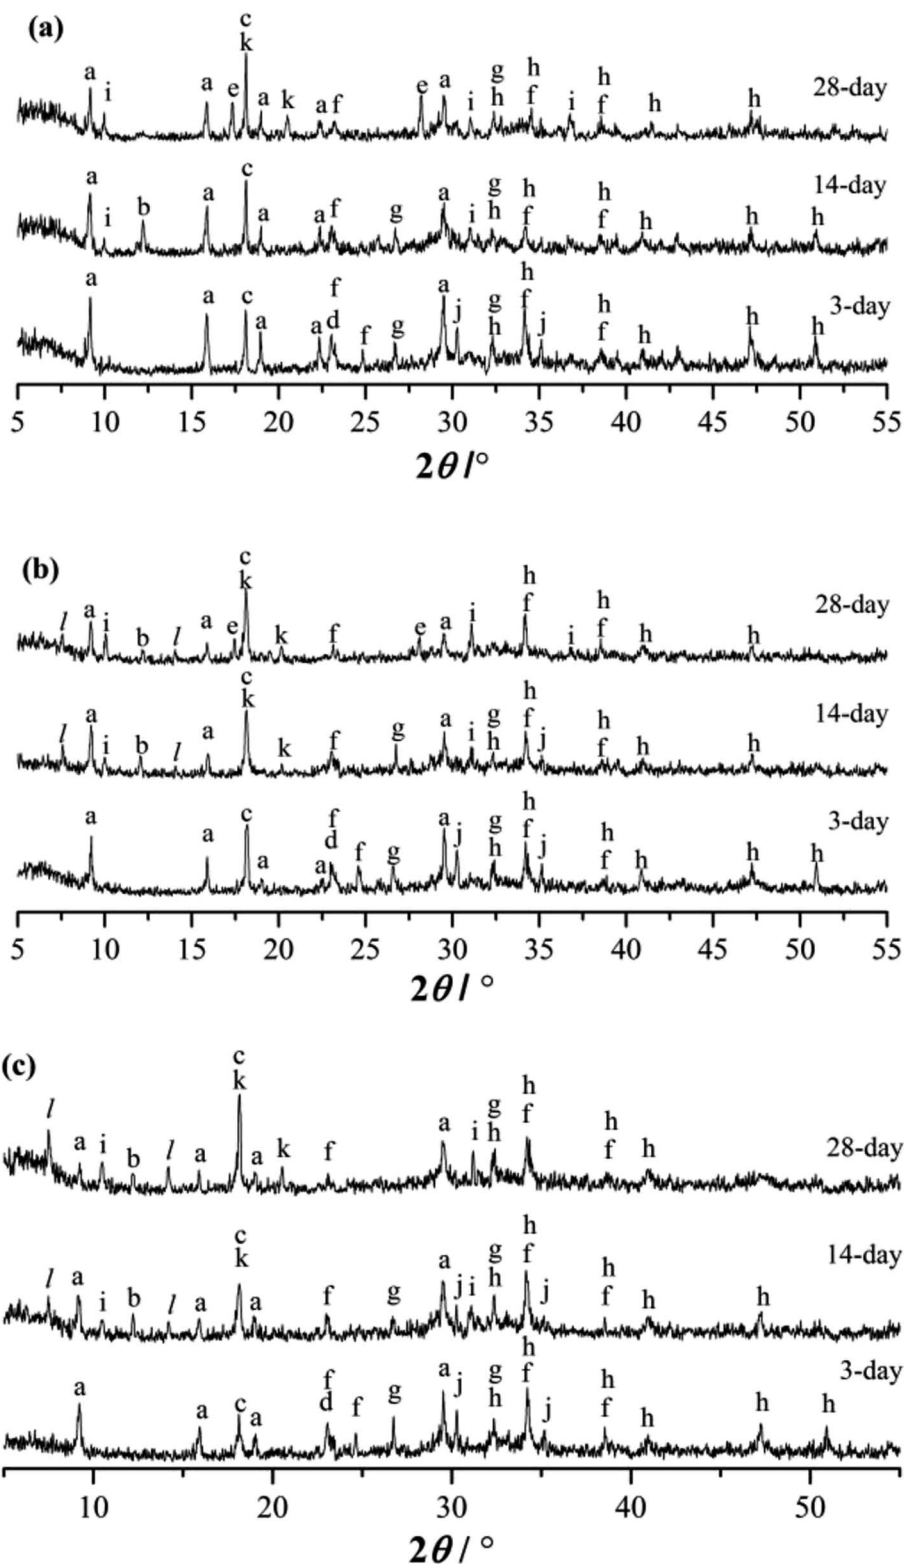 (a)
c
k
a i a e a k a f e a i g h h f i h f h h 28-day
a i b a c a a f g a i g h h f h f h h h 14-day
a a c a a f d f g a j g h h f j h f h h h 3-day
5 10 15 20 25 30 35 40 45 50 55
2θ /°
(b)
c
k
l a i b l a e k f e a i h f i h f h h 28-day
c
k
l a i b l a k f g a i g h h f j h f h h 14-day
a a c a a f d f g a j g h h f j h f h h h 3-day
5 10 15 20 25 30 35 40 45 50 55
2θ / °
(c)
c
k
l a i b l a a k f a i g h h f h f h 28-day
c
k
l a i b l a a f g a j i g h h f j h f h h 14-day
a a c a f d f g a j g h h f j h f h h h 3-day
10 20 30 40 50
2θ / °